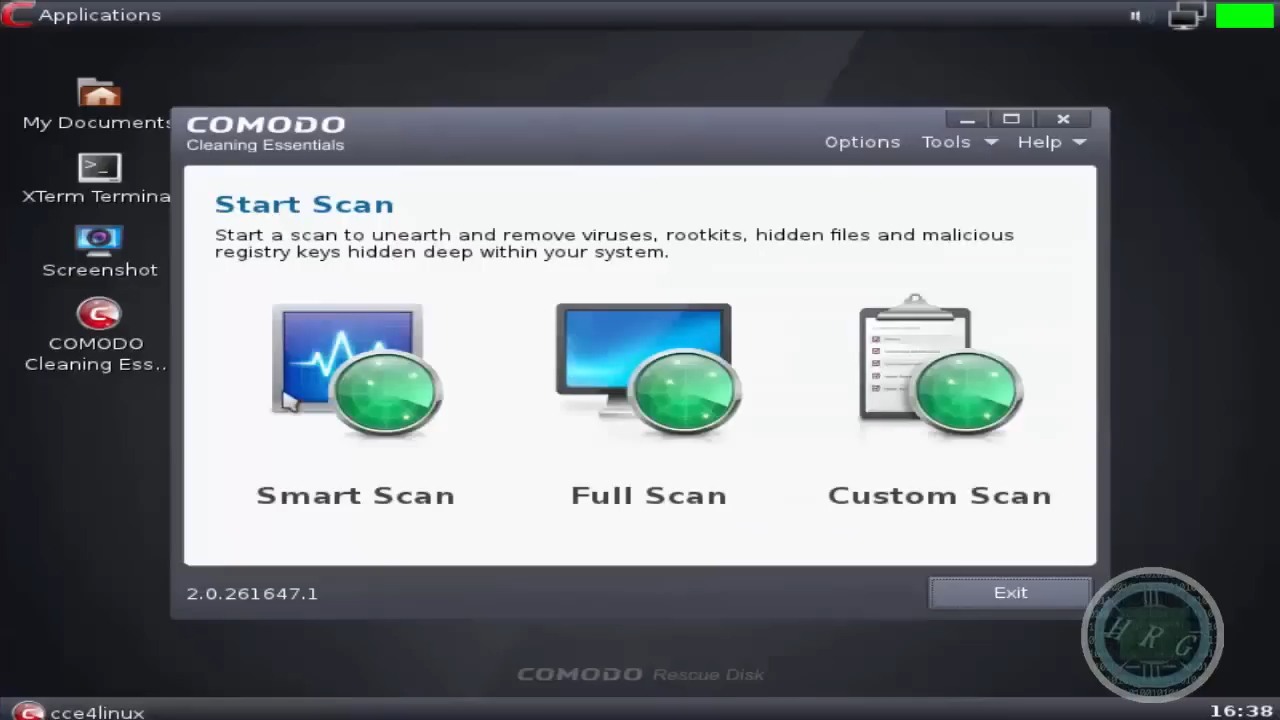 Applications
My Documents
XTerm Termina
Screenshot
COMODO
Cleaning Ess..
COMODO
Cleaning Essentials
Options Tools Help
Start Scan
Start a scan to unearth and remove viruses, rootkits, hidden files and malicious
registry keys hidden deep within your system.
Smart Scan Full Scan Custom Scan
2.0.261647.1
Exit
HRG
COMODO Rescue Disk
cce4linux
16:38